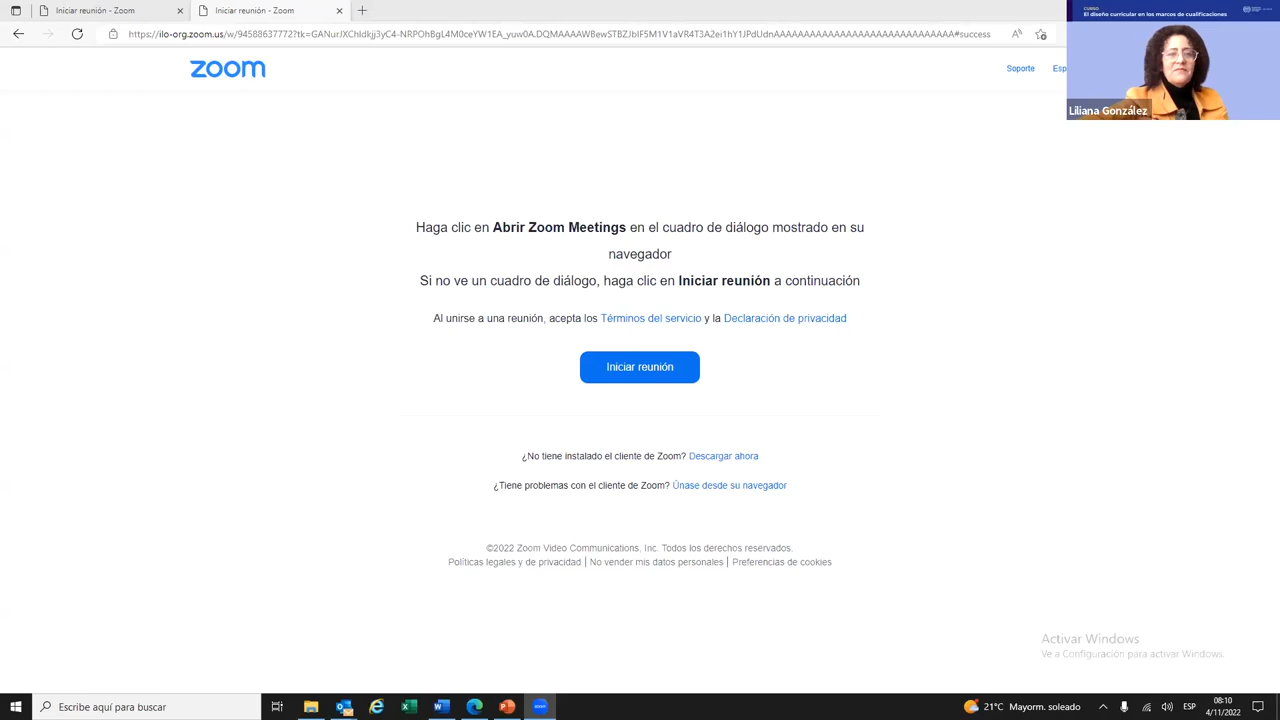 Iniciar reunión - Zoom
Iniciar reunión - Zoom
zoom
Soporte
Haga clic en Abrir Zoom Meetings en el cuadro de diálogo mostrado en su
navegador
Si no ve un cuadro de diálogo, haga clic en Iniciar reunión a continuación
Al unirse a una reunión, acepta los Términos del servicio y la Declaración de privacidad
Iniciar reunión
¿No tiene instalado el cliente de Zoom? Descargar ahora
¿Tiene problemas con el cliente de Zoom? Únase desde su navegador
©2022 Zoom Video Communications, Inc. Todos los derechos reservados.
Políticas legales y de privacidad | No vender mis datos personales | Preferencias de cookies
CURSO
El diseño curricular en los marcos de cualificaciones
Liliana González
Activar Windows
Ve a Configuración para activar Windows.
Escribe aquí para buscar
21°C Mayorm. soleado
ESP
08:10
4/11/2022